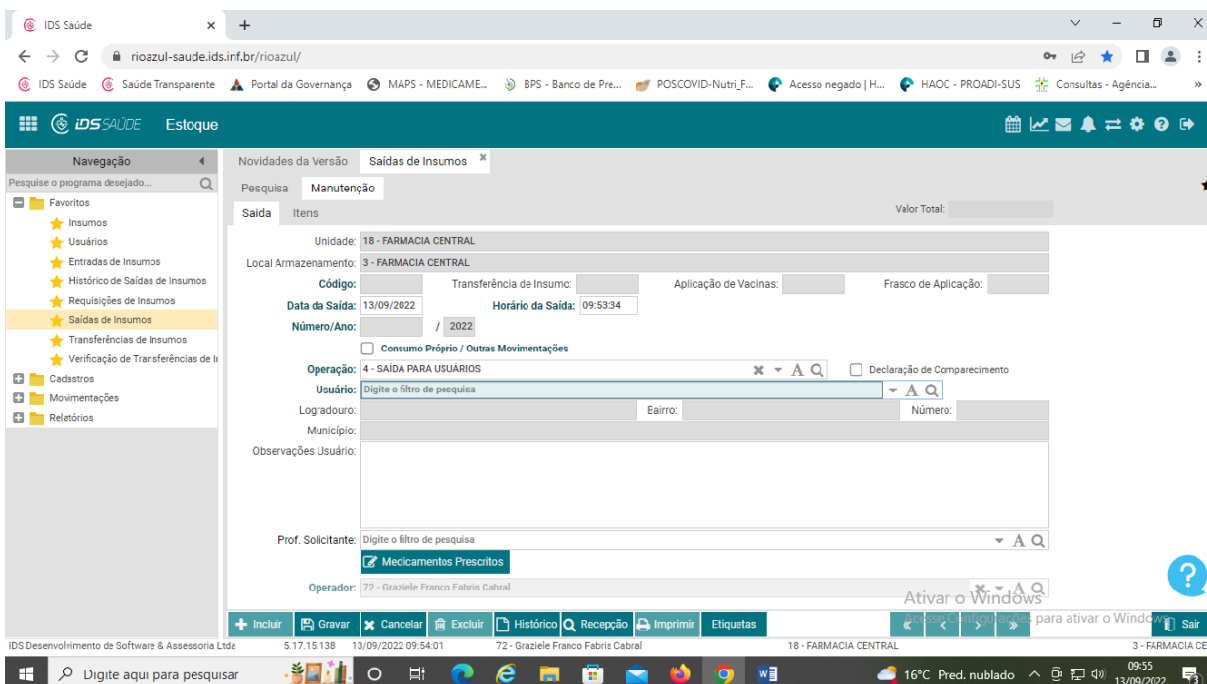 IDS Saúde
rioazul-saude.ids.inf.br/rioazul/
IDS Saúde Saúde Transparente Portal da Governança MAPS - MEDICAME... BPS - Banco de Pre... POSCOVID-Nutri_F... Acesso negado | H... HAOC - PROADI-SUS Consultas - Agência... »
iDS SAÚDE Estoque
Navegação
Pesquise o programa desejado...
Favoritos
Insumos
Usuários
Entradas de Insumos
Histórico de Saídas de Insumos
Requisições de Insumos
Saídas de Insumos
Transferências de Insumos
Verificação de Transferências de I
Cadastros
Movimentações
Relatórios
Novidades da Versão Saídas de Insumos x
Pesquisa Manutenção
Saida Itens Valor Total:
Unidade: 18 - FARMACIA CENTRAL
Local Armazenamento: 3 - FARMACIA CENTRAL
Código: Transferência de Insumo: Aplicação de Vacinas: Frasco de Aplicação:
Data da Saída: 13/09/2022 Horário da Saída: 09:53:34
Número/Ano: / 2022
Consumo Próprio / Outras Movimentações
Operação: 4 - SAÍDA PARA USUÁRIOS A Declaração de Comparecimento
Usuário: Digite o filtro de pesquisa A
Logradouro: Bairro: Número:
Município:
Observações Usuário:
Prof. Solicitante: Digite o filtro de pesquisa A
Medicamentos Prescritos
Operador: 72 - Graziele Franco Fabris Cabral A
Ativar o Windows
Acesse Configurações para ativar o Windows.
Incluir Gravar Cancelar Excluir Histórico Recepção Imprimir Etiquetas Sair
IDS Desenvolvimento de Software & Assessoria Ltda 5.17.15.138 13/09/2022 09:54:01 72 - Graziele Franco Fabris Cabral 18 - FARMACIA CENTRAL 3 - FARMACIA CE
Digite aqui para pesquisar 16°C Pred. nublado 09:55
13/09/2022